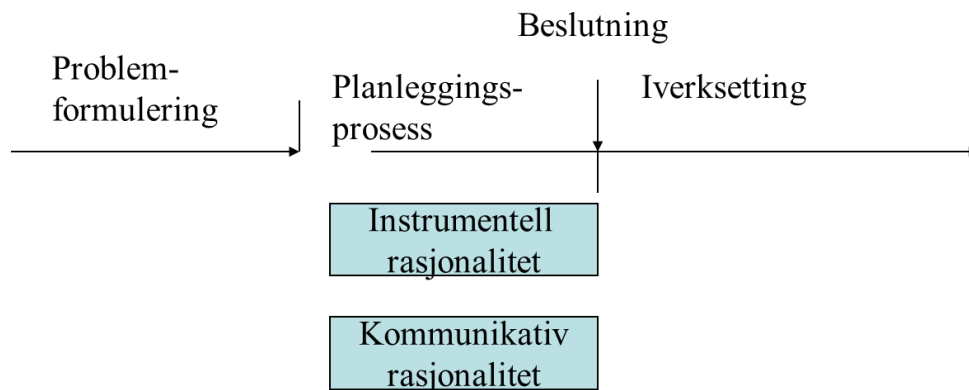 Beslutning
Problem-
formulering
Planleggings-
prosess
Iverksetting
Instrumentell
rasjonalitet
Kommunikativ
rasjonalitet